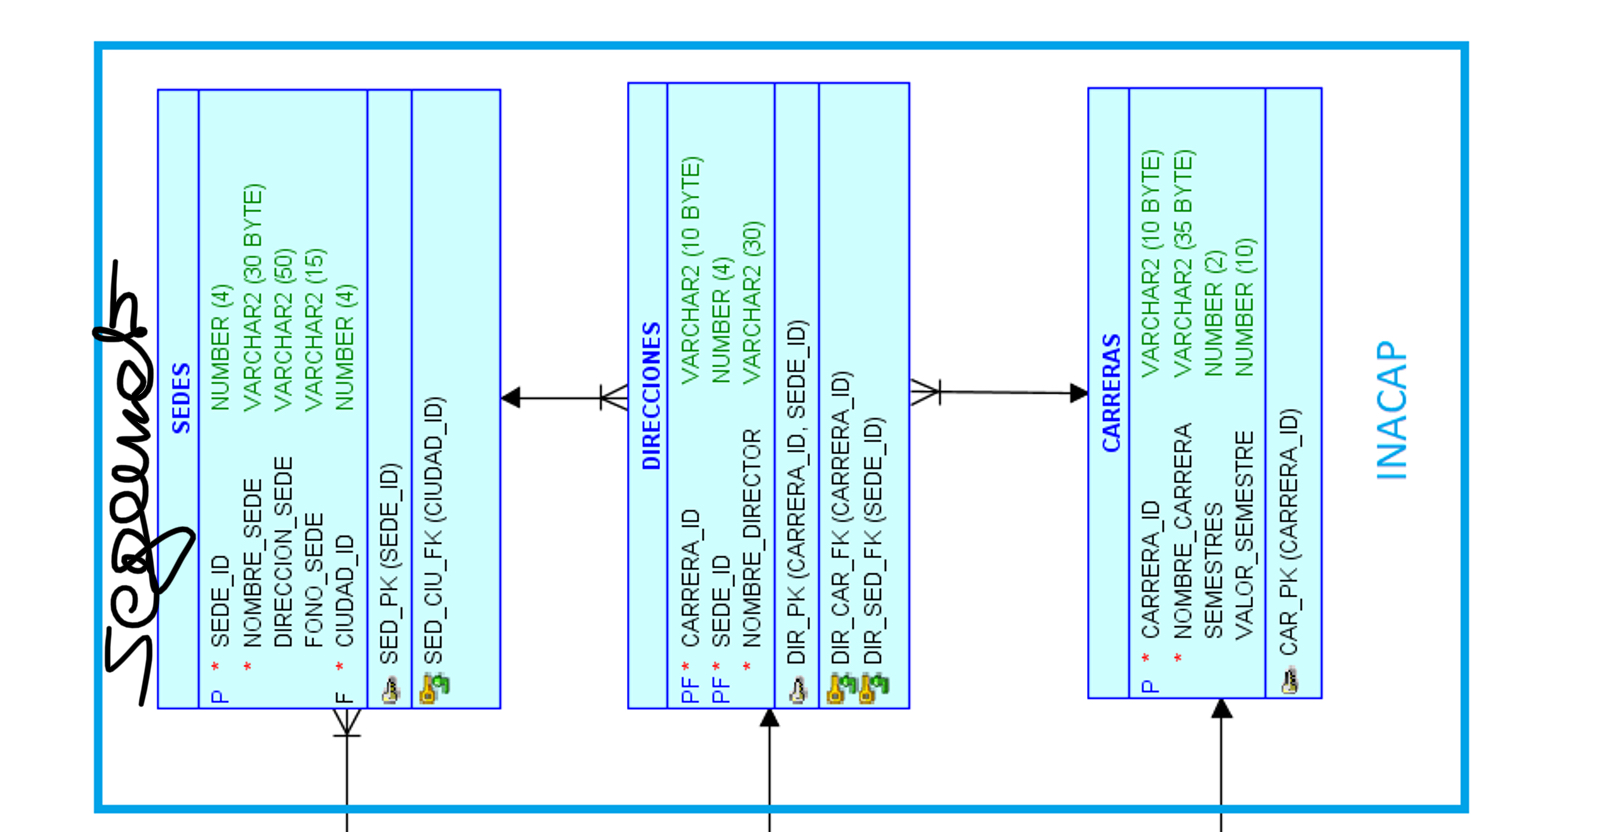 SEDES
P * SEDE_ID NUMBER (4)
* NOMBRE_SEDE VARCHAR2 (30 BYTE)
DIRECCION_SEDE VARCHAR2 (50)
FONO_SEDE VARCHAR2 (15)
F * CIUDAD_ID NUMBER (4)
SED_PK (SEDE_ID)
SED_CIU_FK (CIUDAD_ID)
DIRECCIONES
PF * CARRERA_ID VARCHAR2 (10 BYTE)
PF * SEDE_ID NUMBER (4)
* NOMBRE_DIRECTOR VARCHAR2 (30)
DIR_PK (CARRERA_ID, SEDE_ID)
DIR_CAR_FK (CARRERA_ID)
DIR_SED_FK (SEDE_ID)
CARRERAS
P * CARRERA_ID VARCHAR2 (10 BYTE)
* NOMBRE_CARRERA VARCHAR2 (35 BYTE)
SEMESTRES NUMBER (2)
VALOR_SEMESTRE NUMBER (10)
CAR_PK (CARRERA_ID)
INACAP